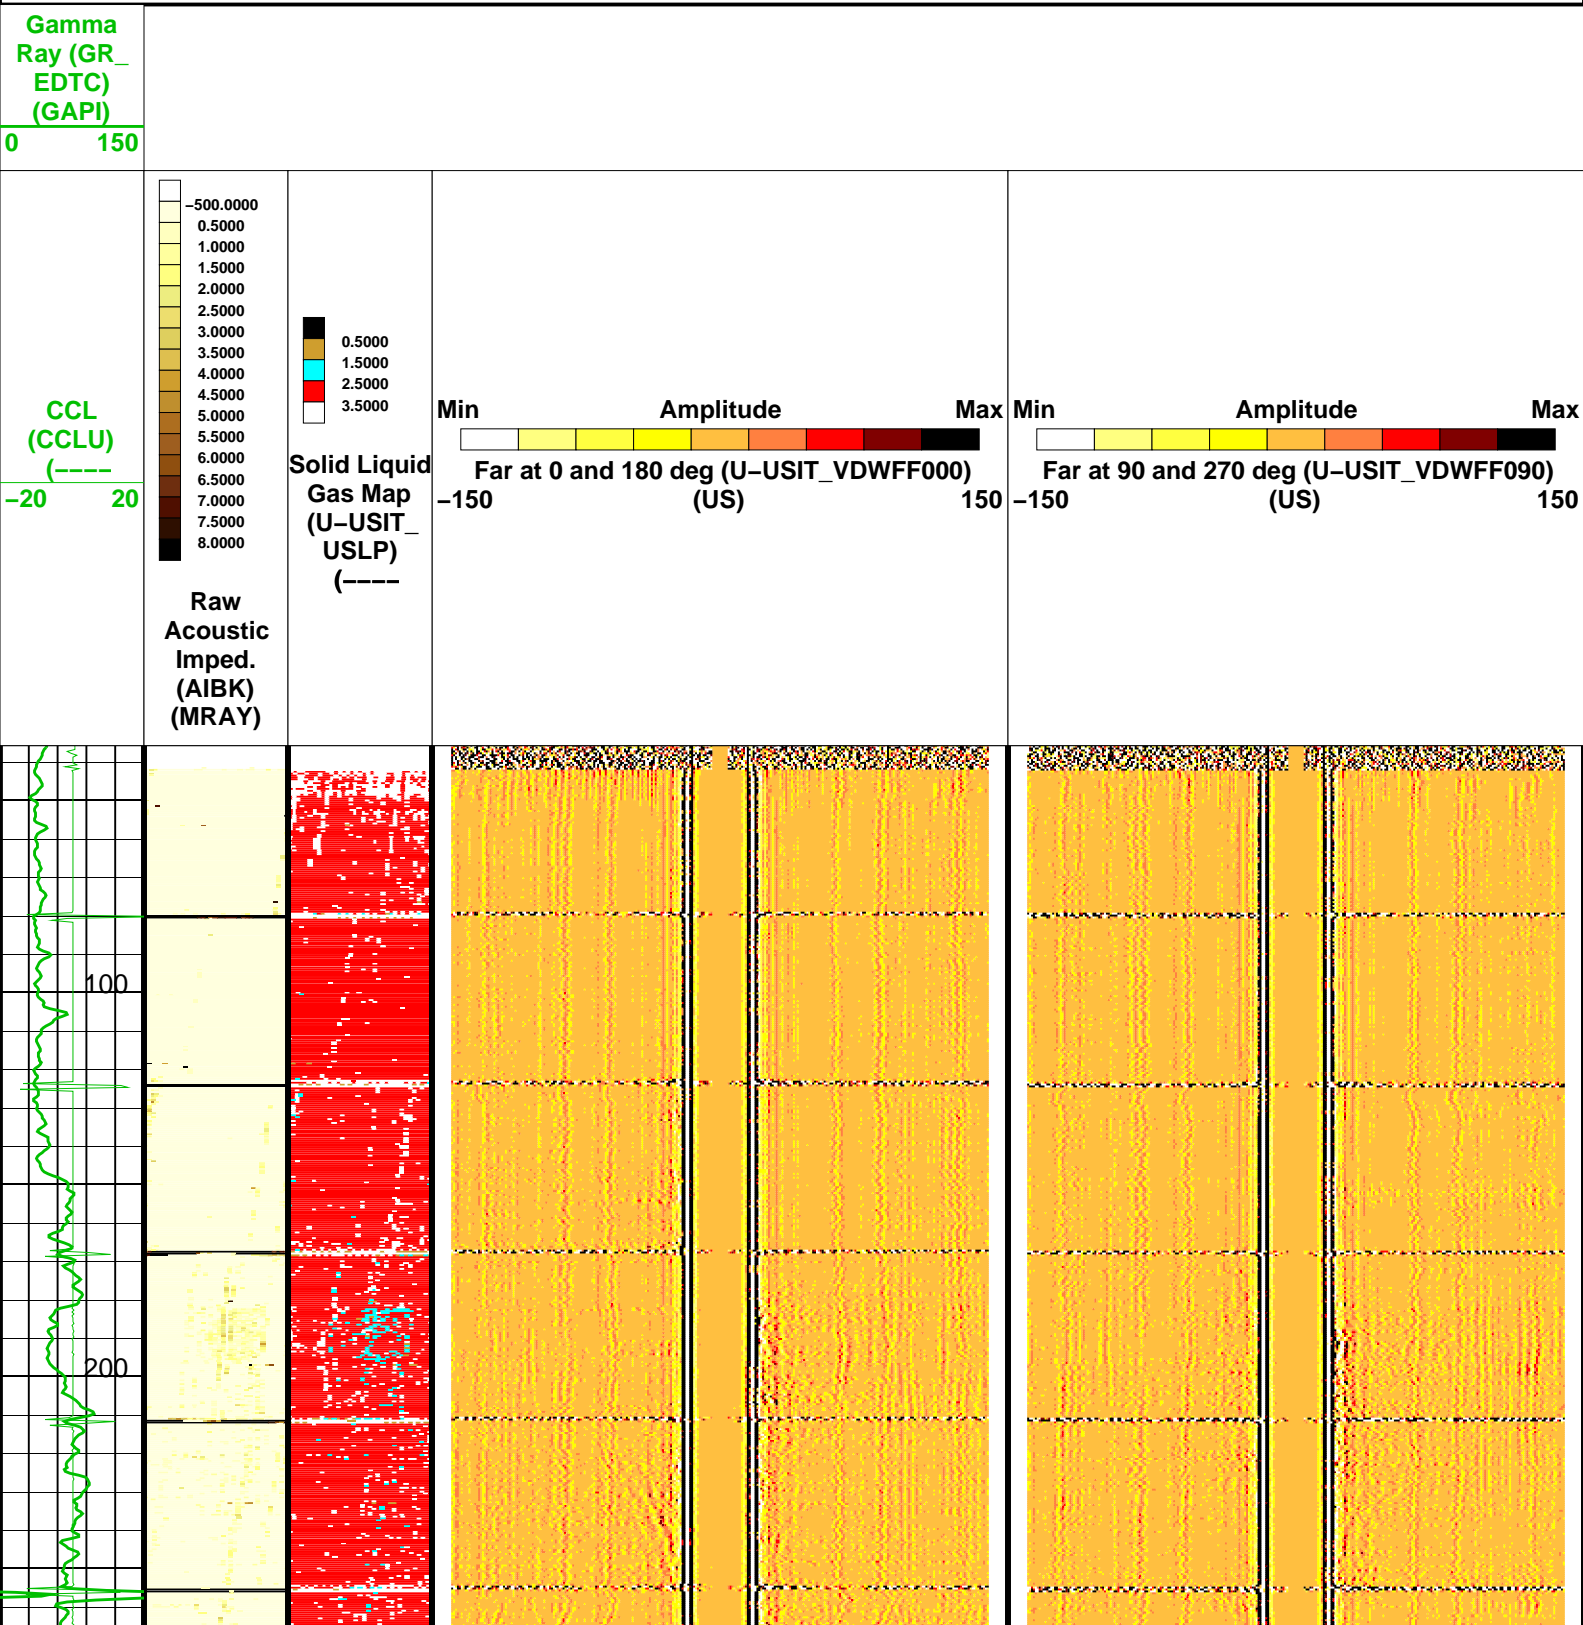 Gamma
Ray (GR_
EDTC)
(GAPI)
0 150
CCL
(CCLU)
(----
-20 20
-500.0000
0.5000
1.0000
1.5000
2.0000
2.5000
3.0000
3.5000
4.0000
4.5000
5.0000
5.5000
6.0000
6.5000
7.0000
7.5000
8.0000
Raw
Acoustic
Imped.
(AIBK)
(MRAY)
0.5000
1.5000
2.5000
3.5000
Solid Liquid
Gas Map
(U-USIT_
USLP)
(----
Min Amplitude Max
Far at 0 and 180 deg (U-USIT_VDWFF000)
-150 (US) 150
Min Amplitude Max
Far at 90 and 270 deg (U-USIT_VDWFF090)
-150 (US) 150
100
200